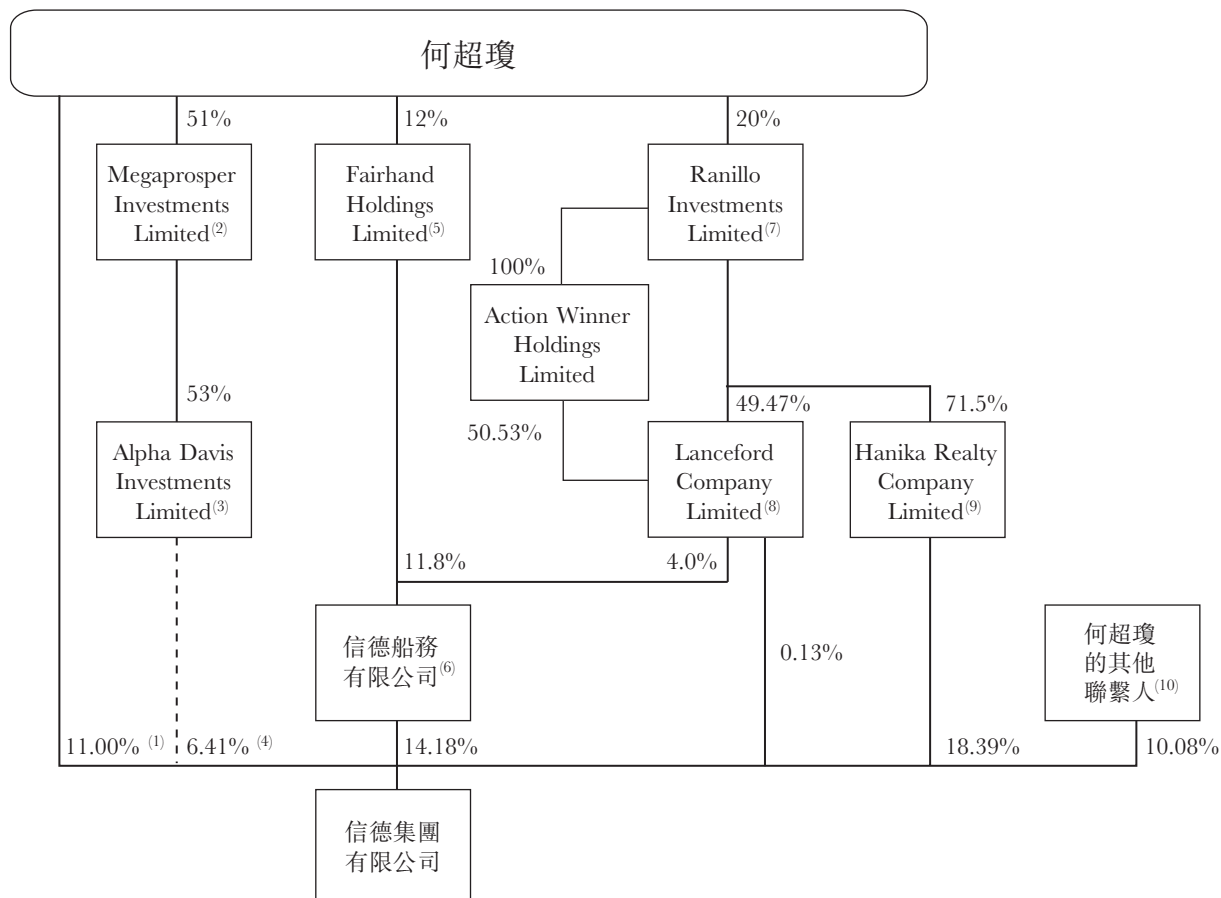 何超瓊
51%
12%
20%
Megaprosper
Investments
Limited(2)
Fairhand
Holdings
Limited(5)
Ranillo
Investments
Limited(7)
100%
Action Winner
Holdings
Limited
53%
49.47%
71.5%
50.53%
Alpha Davis
Investments
Limited(3)
Lanceford
Company
Limited(8)
Hanika Realty
Company
Limited(9)
11.8%
4.0%
信德船務
有限公司(6)
0.13%
何超瓊
的其他
聯繫人(10)
11.00% (1)
6.41% (4)
14.18%
18.39%
10.08%
信德集團
有限公司